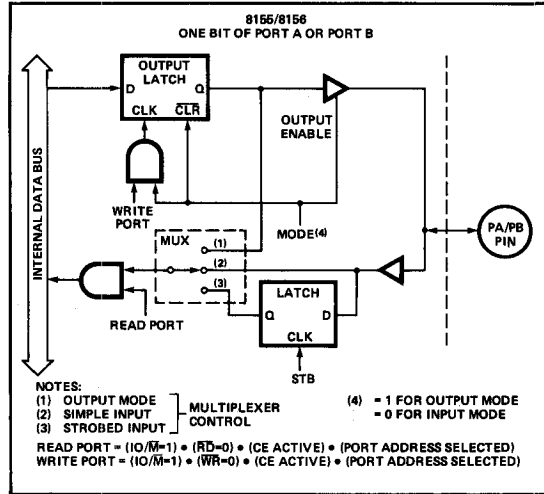 8155/8156
ONE BIT OF PORT A OR PORT B
INTERNAL DATA BUS
OUTPUT
LATCH
D
Q
CLK
C̅L̅R̅
OUTPUT
ENABLE
WRITE
PORT
MODE(4)
PA/PB
PIN
MUX
(1)
(2)
(3)
READ PORT
LATCH
Q
D
CLK
STB
NOTES:
(1) OUTPUT MODE
(2) SIMPLE INPUT
(3) STROBED INPUT
MULTIPLEXER
CONTROL
(4) = 1 FOR OUTPUT MODE
= 0 FOR INPUT MODE
READ PORT = (IO/M̅=1) • (R̅D̅=0) • (CE ACTIVE) • (PORT ADDRESS SELECTED)
WRITE PORT = (IO/M̅=1) • (W̅R̅=0) • (CE ACTIVE) • (PORT ADDRESS SELECTED)